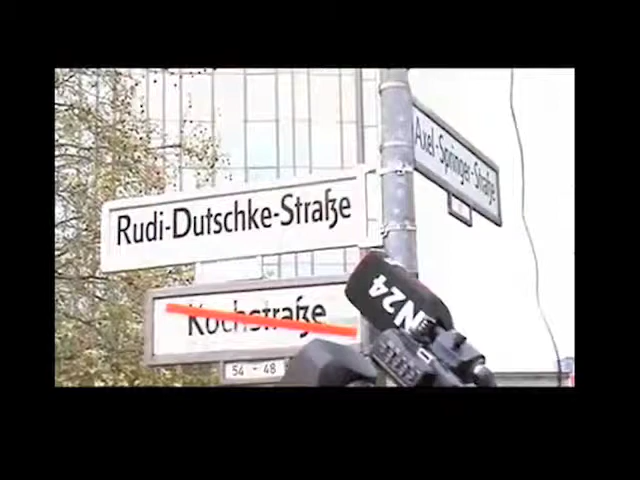 Rudi-Dutschke-Straße
Axel-Springer-Straße
Kochstraße
54 - 48
N24